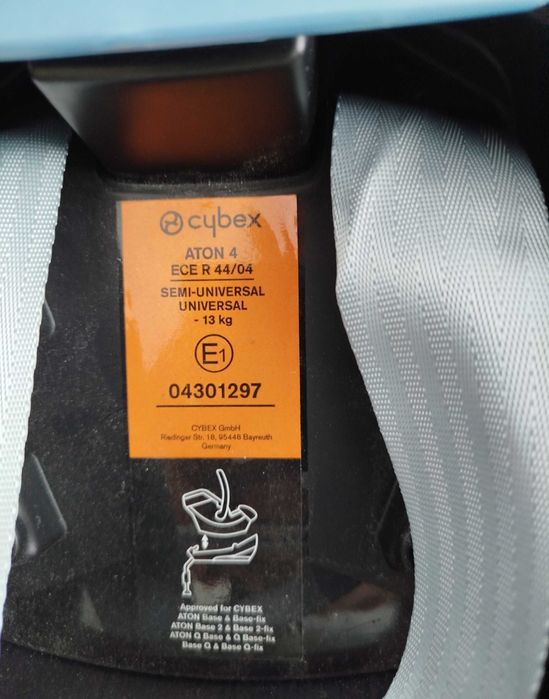 cybex
ATON 4
ECE R 44/04
SEMI-UNIVERSAL
UNIVERSAL
- 13 kg
E1
04301297
CYBEX GmbH
Riedinger Str. 18, 95448 Bayreuth
Germany
Approved for CYBEX
ATON Base & Base-fix
ATON Base 2 & Base 2-fix
ATON Q Base & Q Base-fix
Base Q & Base Q-fix